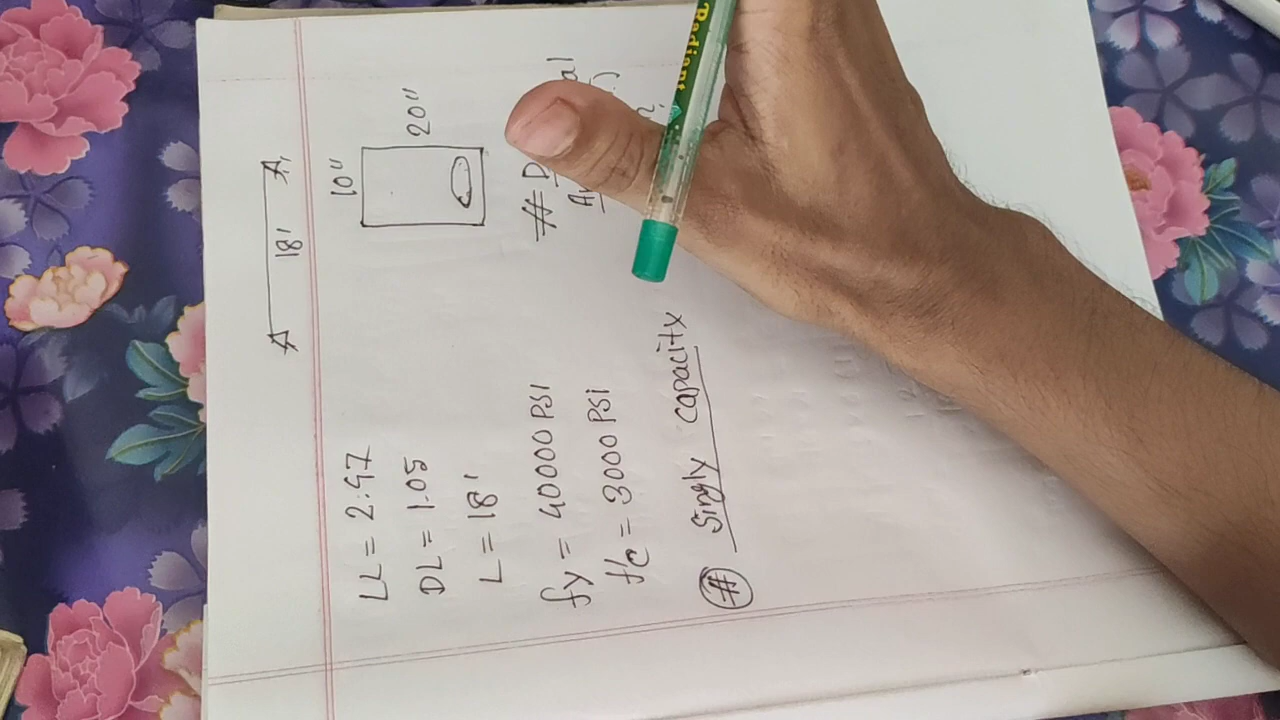 18'
10"
20"
LL = 2.47
DL = 1.05
L = 18'
fy = 40000 PSI
f'c = 3000 PSI
#
# Singly capacity
Radiant